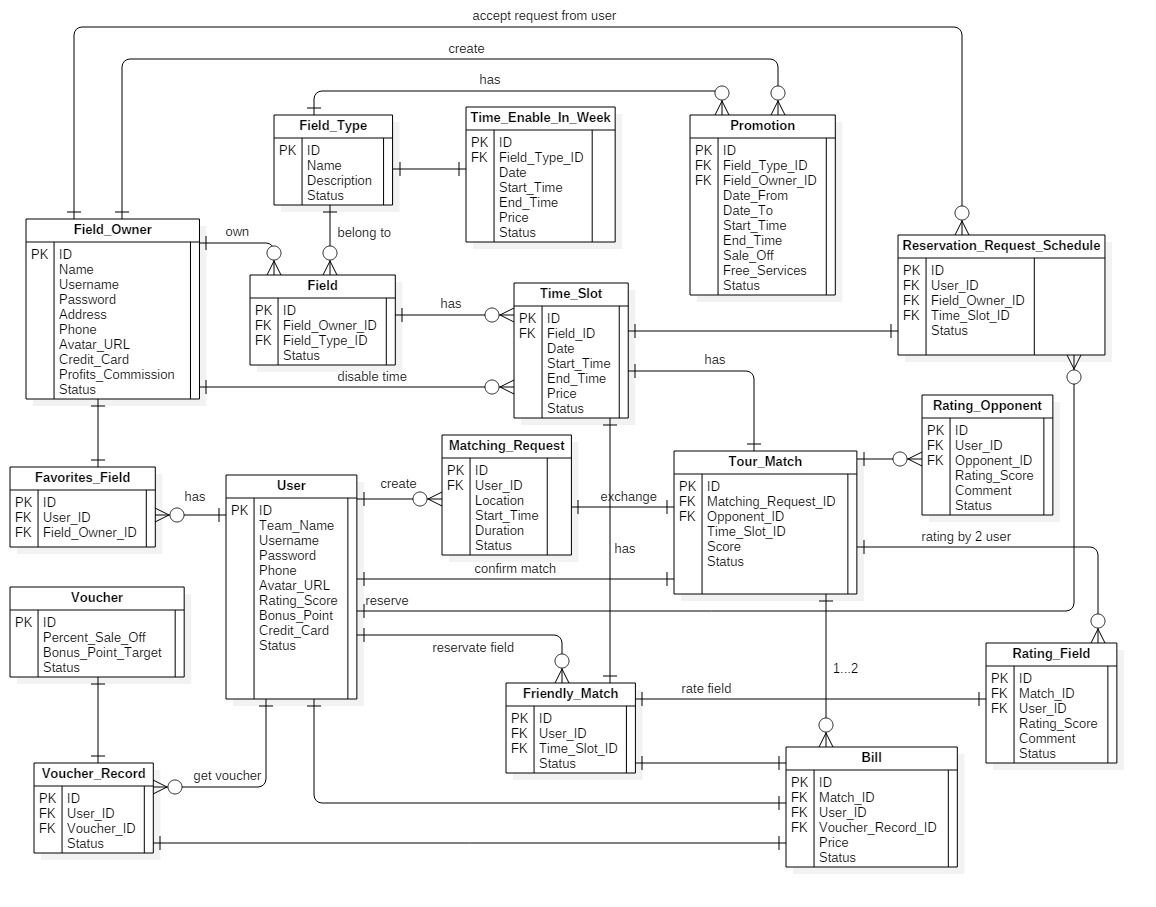 accept request from user
create
has
Field_Type
PK ID
Name
Description
Status
Time_Enable_In_Week
PK ID
FK Field_Type_ID
Date
Start_Time
End_Time
Price
Status
Promotion
PK ID
FK Field_Type_ID
FK Field_Owner_ID
Date_From
Date_To
Start_Time
End_Time
Sale_Off
Free_Services
Status
Field_Owner
PK ID
Name
Username
Password
Address
Phone
Avatar_URL
Credit_Card
Profits_Commission
Status
own
belong to
Field
PK ID
FK Field_Owner_ID
FK Field_Type_ID
Status
has
disable time
Time_Slot
PK ID
FK Field_ID
Date
Start_Time
End_Time
Price
Status
Reservation_Request_Schedule
PK ID
FK User_ID
FK Field_Owner_ID
FK Time_Slot_ID
Status
has
Rating_Opponent
PK ID
FK User_ID
FK Opponent_ID
Rating_Score
Comment
Status
Favorites_Field
PK ID
FK User_ID
FK Field_Owner_ID
has
User
PK ID
Team_Name
Username
Password
Phone
Avatar_URL
Rating_Score
Bonus_Point
Credit_Card
Status
create
Matching_Request
PK ID
FK User_ID
Location
Start_Time
Duration
Status
exchange
Tour_Match
PK ID
FK Matching_Request_ID
FK Opponent_ID
Time_Slot_ID
Score
Status
rating by 2 user
has
confirm match
reserve
reservate field
Voucher
PK ID
Percent_Sale_Off
Bonus_Point_Target
Status
1...2
Rating_Field
PK ID
FK Match_ID
FK User_ID
Rating_Score
Comment
Status
Friendly_Match
PK ID
FK User_ID
FK Time_Slot_ID
Status
rate field
Voucher_Record
PK ID
FK User_ID
FK Voucher_ID
Status
get voucher
Bill
PK ID
FK Match_ID
FK User_ID
FK Voucher_Record_ID
Price
Status